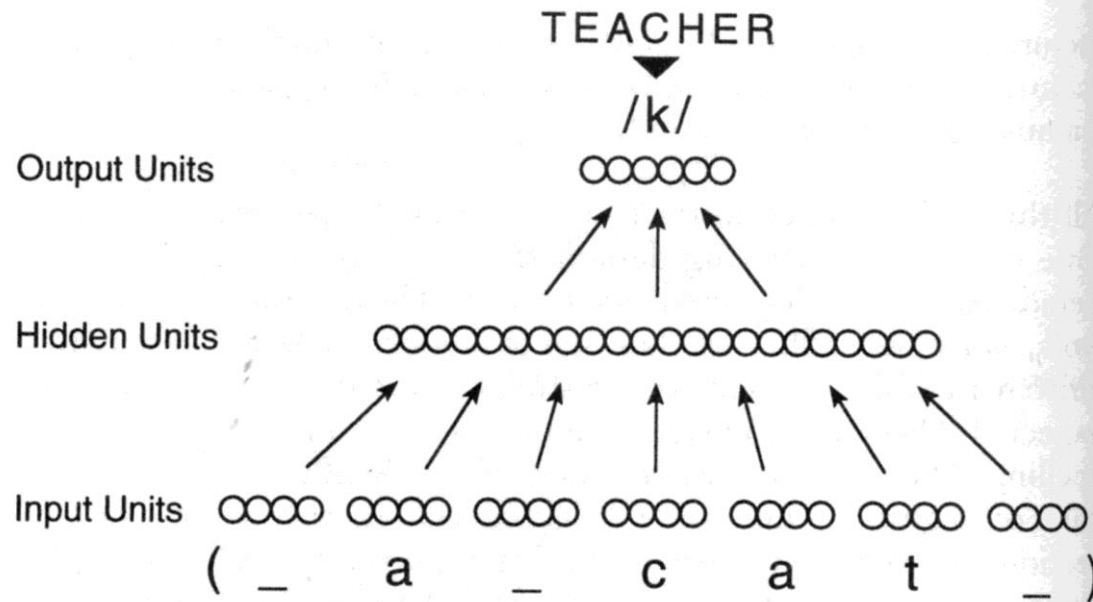 TEACHER
/k/
Output Units
Hidden Units
Input Units
( _ a _ c a t _ )